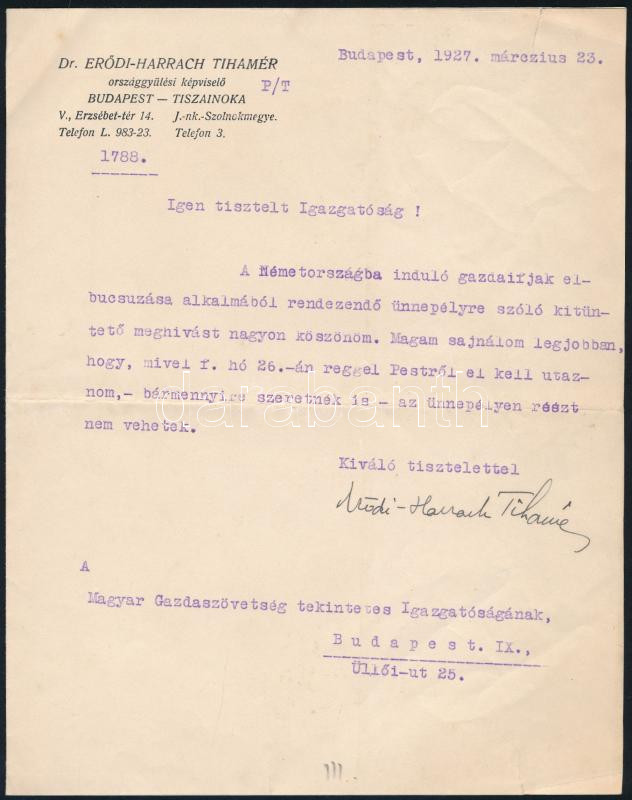 Dr. ERŐDI-HARRACH TIHAMÉR
országgyűlési képviselő
BUDAPEST — TISZAINOKA
V., Erzsébet-tér 14. J.-nk.-Szolnokmegye.
Telefon L. 983-23. Telefon 3.
P/T
Budapest, 1927. március 23.
1788.
Igen tisztelt Igazgatóság !
A Németországba induló gazdaifjak el-
bucsuzása alkalmából rendezendő ünnepélyre szóló kitün-
tető meghivást nagyon köszönöm. Magam sajnálom legjobban,
hogy, mivel f. hó 26.-án reggel Pestről el kell utaz-
nom,- bármennyire szeretnék is - az ünnepélyen részt
nem vehetek.
darabanth
Kiváló tisztelettel
Erődi-Harrach Tihamér
A
Magyar Gazdaszövetség tekintetes Igazgatóságának,
Budapest. IX.,
Üllői-ut 25.